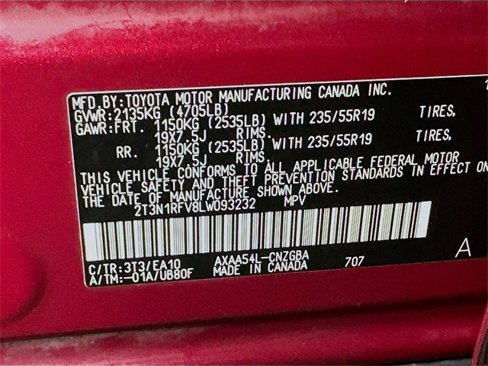 MFD.BY:TOYOTA MOTOR MANUFACTURING CANADA INC.
GVWR:2135KG (4705LB)
GAWR:FRT. 1150KG (2535LB) WITH 235/55R19 TIRES,
19X7.5J RIMS.
RR. 1150KG (2535LB) WITH 235/55R19 TIRES,
19X7.5J RIMS.
THIS VEHICLE CONFORMS TO ALL APPLICABLE FEDERAL MOTOR
VEHICLE SAFETY AND THEFT PREVENTION STANDARDS IN EFFECT ON
THE DATE OF MANUFACTURE SHOWN ABOVE.
2T3N1RFV8LW093232 MPV
C/TR:3T3/EA10 AXAA54L-CNZGBA
A/TM:-01A/UB80F MADE IN CANADA 707 A